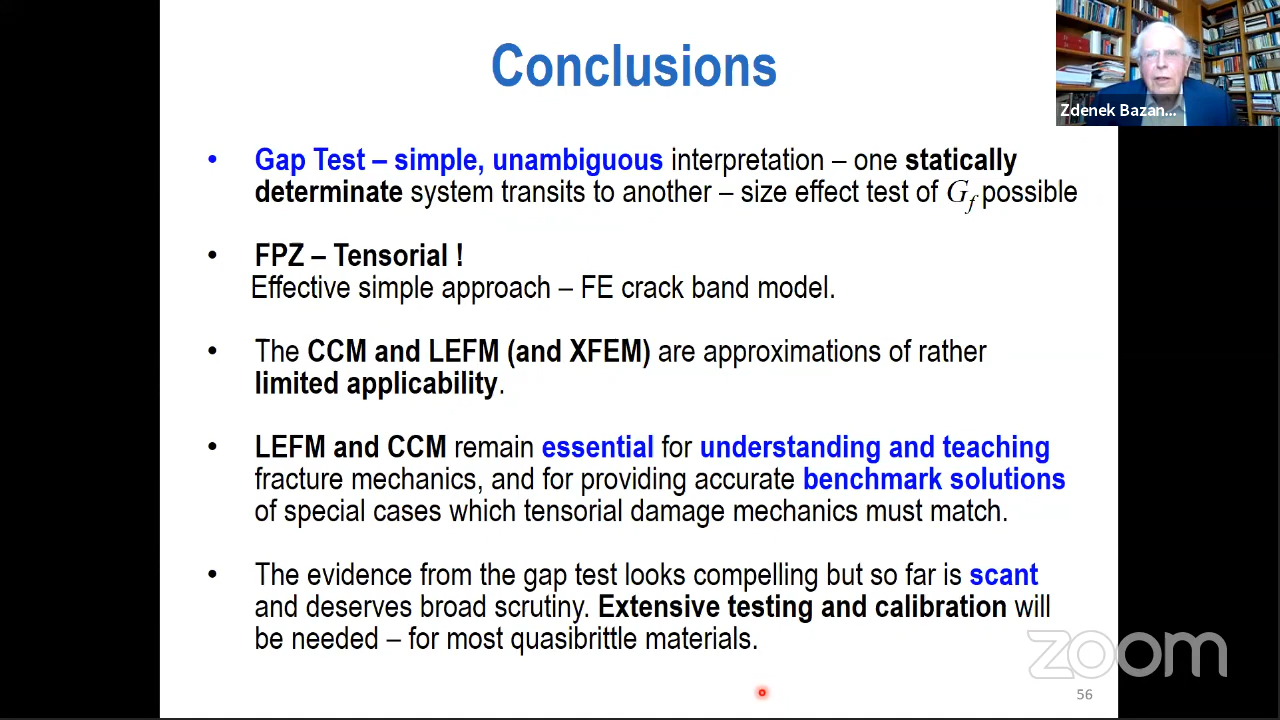 Conclusions
Zdenek Bazan...
• Gap Test – simple, unambiguous interpretation – one statically
determinate system transits to another – size effect test of Gf possible
• FPZ – Tensorial !
Effective simple approach – FE crack band model.
• The CCM and LEFM (and XFEM) are approximations of rather
limited applicability.
• LEFM and CCM remain essential for understanding and teaching
fracture mechanics, and for providing accurate benchmark solutions
of special cases which tensorial damage mechanics must match.
• The evidence from the gap test looks compelling but so far is scant
and deserves broad scrutiny. Extensive testing and calibration will
be needed – for most quasibrittle materials.
zoom
56